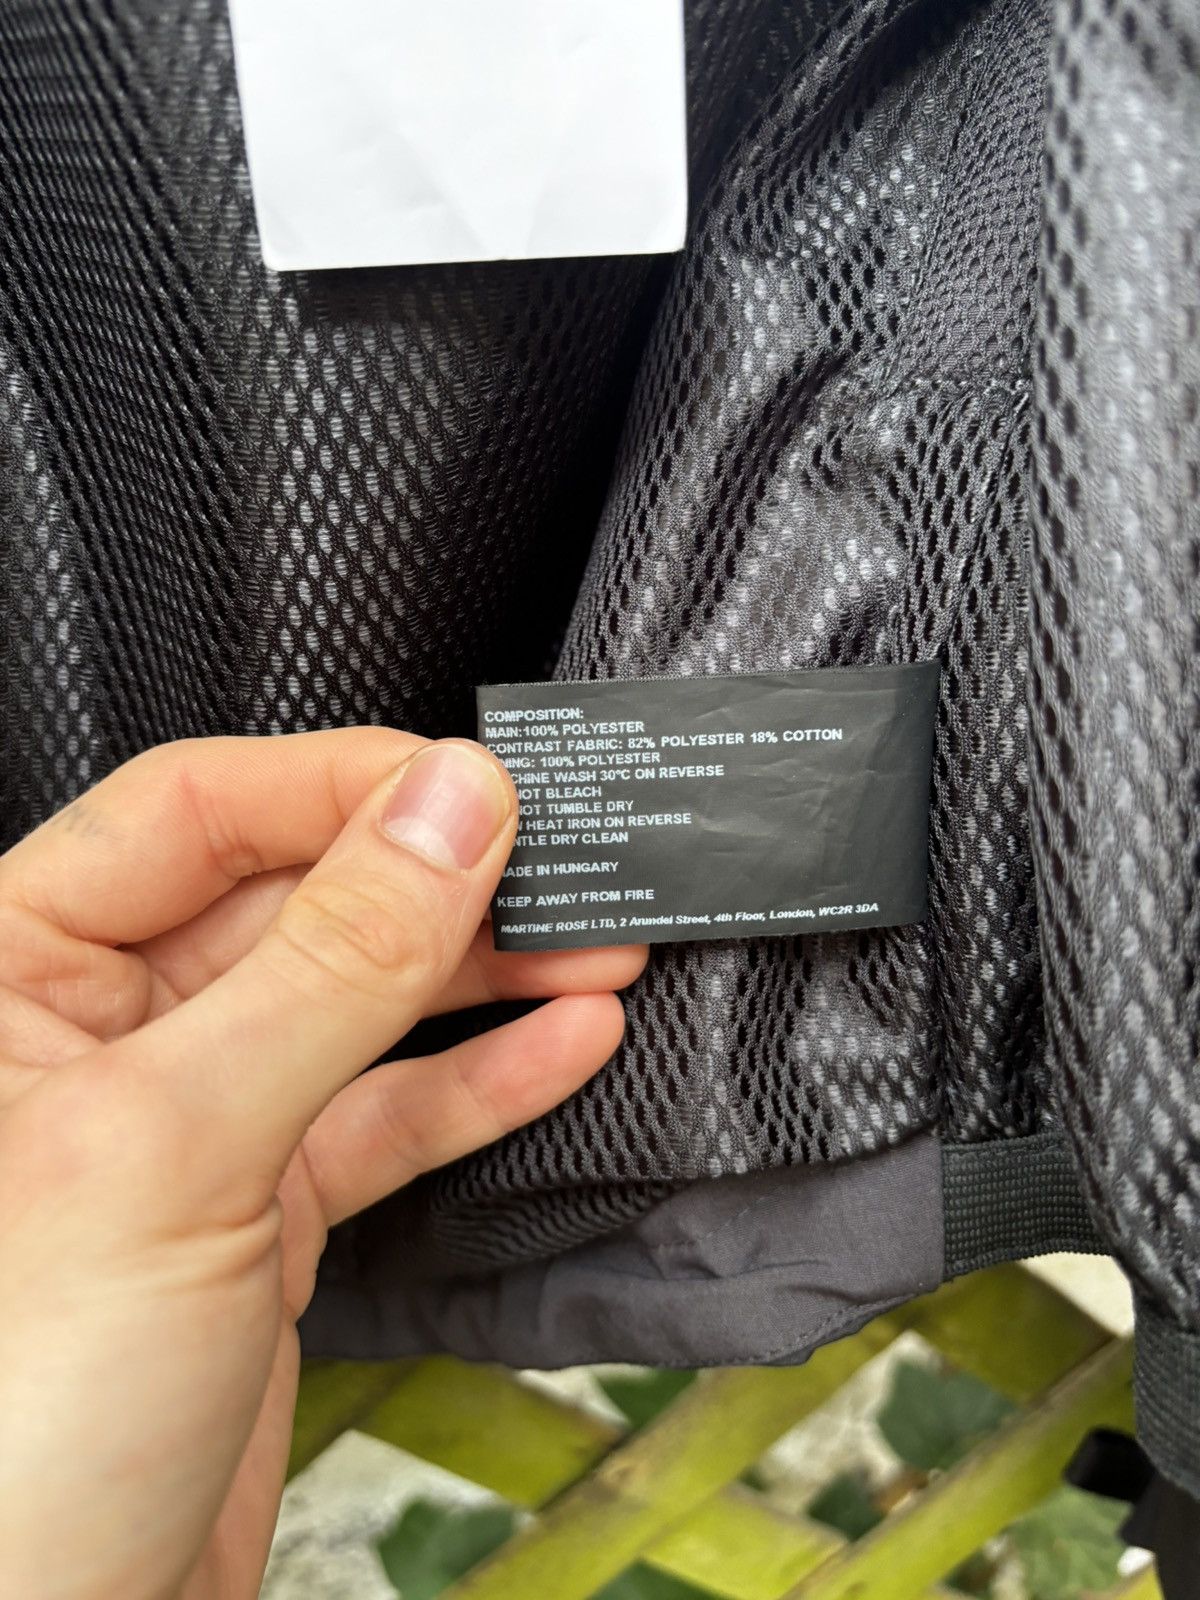 COMPOSITION:
MAIN:100% POLYESTER
CONTRAST FABRIC: 82% POLYESTER 18% COTTON
NING: 100% POLYESTER
CHINE WASH 30°C ON REVERSE
NOT BLEACH
NOT TUMBLE DRY
HEAT IRON ON REVERSE
NTLE DRY CLEAN
MADE IN HUNGARY
KEEP AWAY FROM FIRE
MARTINE ROSE LTD, 2 Arundel Street, 4th Floor, London, WC2R 3DA